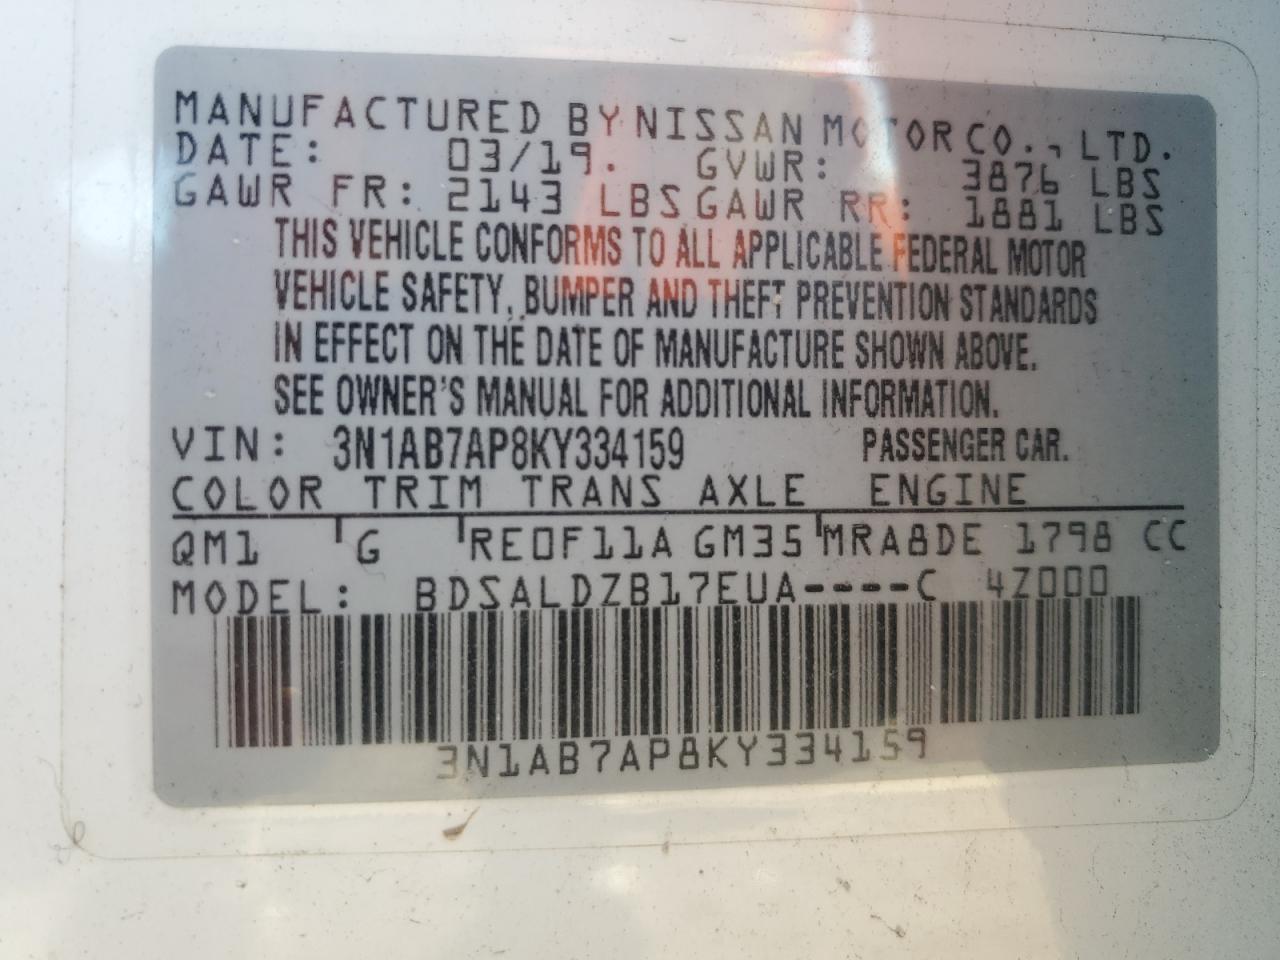 MANUFACTURED BY NISSAN MOTOR CO., LTD.
DATE: 03/19. GVWR: 3876 LBS
GAWR FR: 2143 LBS GAWR RR: 1881 LBS
THIS VEHICLE CONFORMS TO ALL APPLICABLE FEDERAL MOTOR
VEHICLE SAFETY, BUMPER AND THEFT PREVENTION STANDARDS
IN EFFECT ON THE DATE OF MANUFACTURE SHOWN ABOVE.
SEE OWNER'S MANUAL FOR ADDITIONAL INFORMATION.
VIN: 3N1AB7AP8KY334159 PASSENGER CAR.
COLOR TRIM TRANS AXLE ENGINE
QM1 G RE0F11A GM35 MRA8DE 1798 CC
MODEL: BDSALDZB17EUA----C 4Z000
3N1AB7AP8KY334159